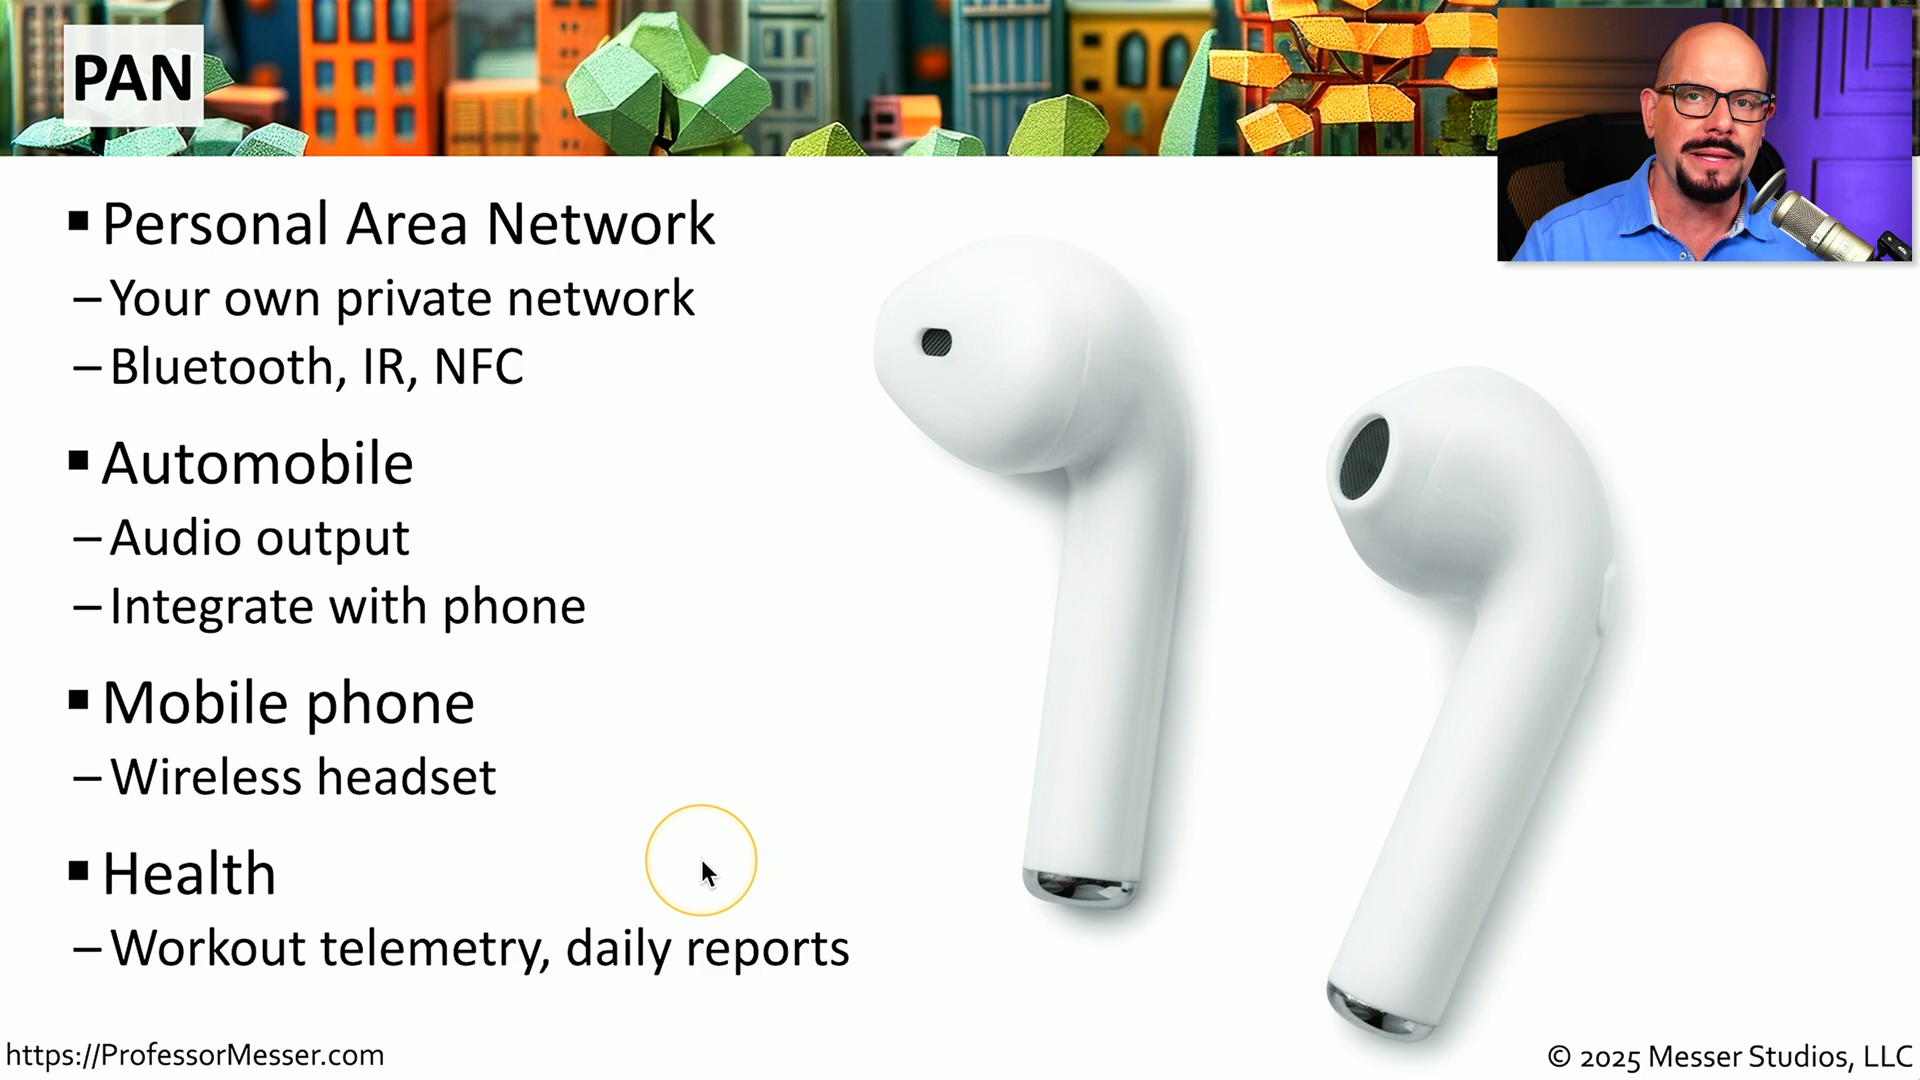 PAN
▪ Personal Area Network
– Your own private network
– Bluetooth, IR, NFC
▪ Automobile
– Audio output
– Integrate with phone
▪ Mobile phone
– Wireless headset
▪ Health
– Workout telemetry, daily reports
https://ProfessorMesser.com
© 2025 Messer Studios, LLC